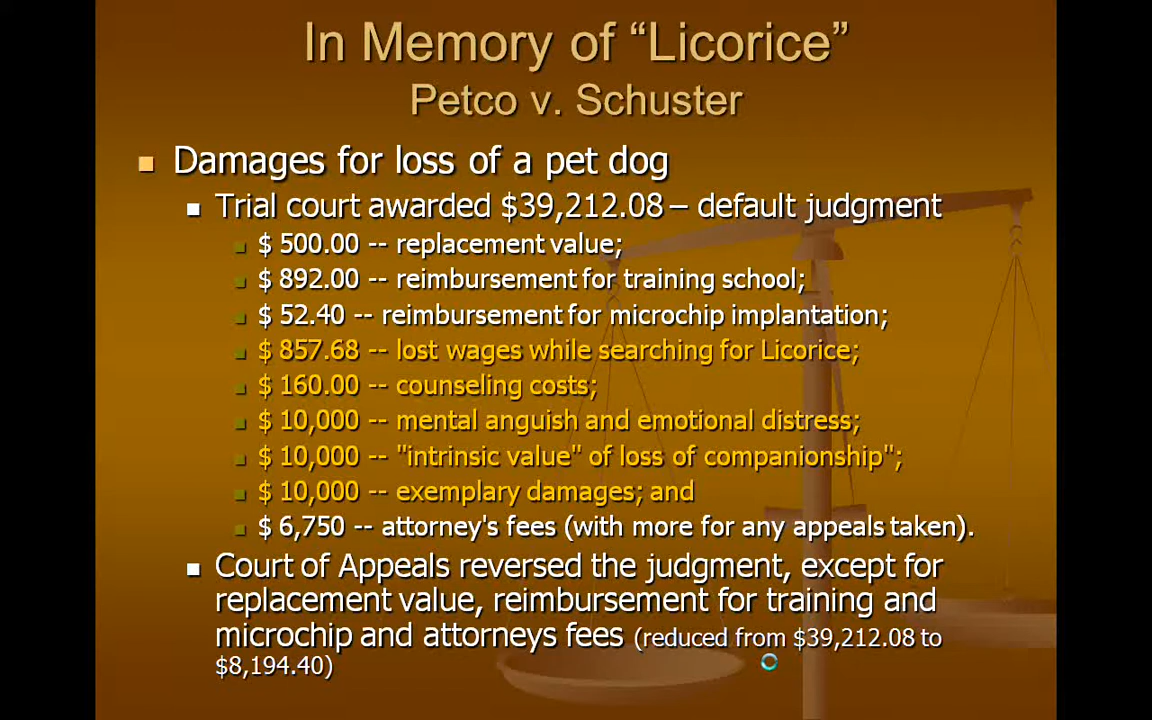 In Memory of “Licorice”
Petco v. Schuster
Damages for loss of a pet dog
Trial court awarded $39,212.08 – default judgment
$ 500.00 -- replacement value;
$ 892.00 -- reimbursement for training school;
$ 52.40 -- reimbursement for microchip implantation;
$ 857.68 -- lost wages while searching for Licorice;
$ 160.00 -- counseling costs;
$ 10,000 -- mental anguish and emotional distress;
$ 10,000 -- "intrinsic value" of loss of companionship";
$ 10,000 -- exemplary damages; and
$ 6,750 -- attorney's fees (with more for any appeals taken).
Court of Appeals reversed the judgment, except for
replacement value, reimbursement for training and
microchip and attorneys fees (reduced from $39,212.08 to
$8,194.40)